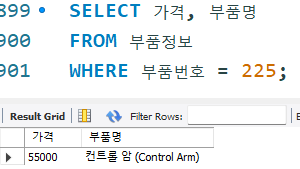 899 SELECT 가격, 부품명
900 FROM 부품정보
901 WHERE 부품번호 = 225;
Result Grid Filter Rows:
가격 부품명
55000 컨트롤 암 (Control Arm)